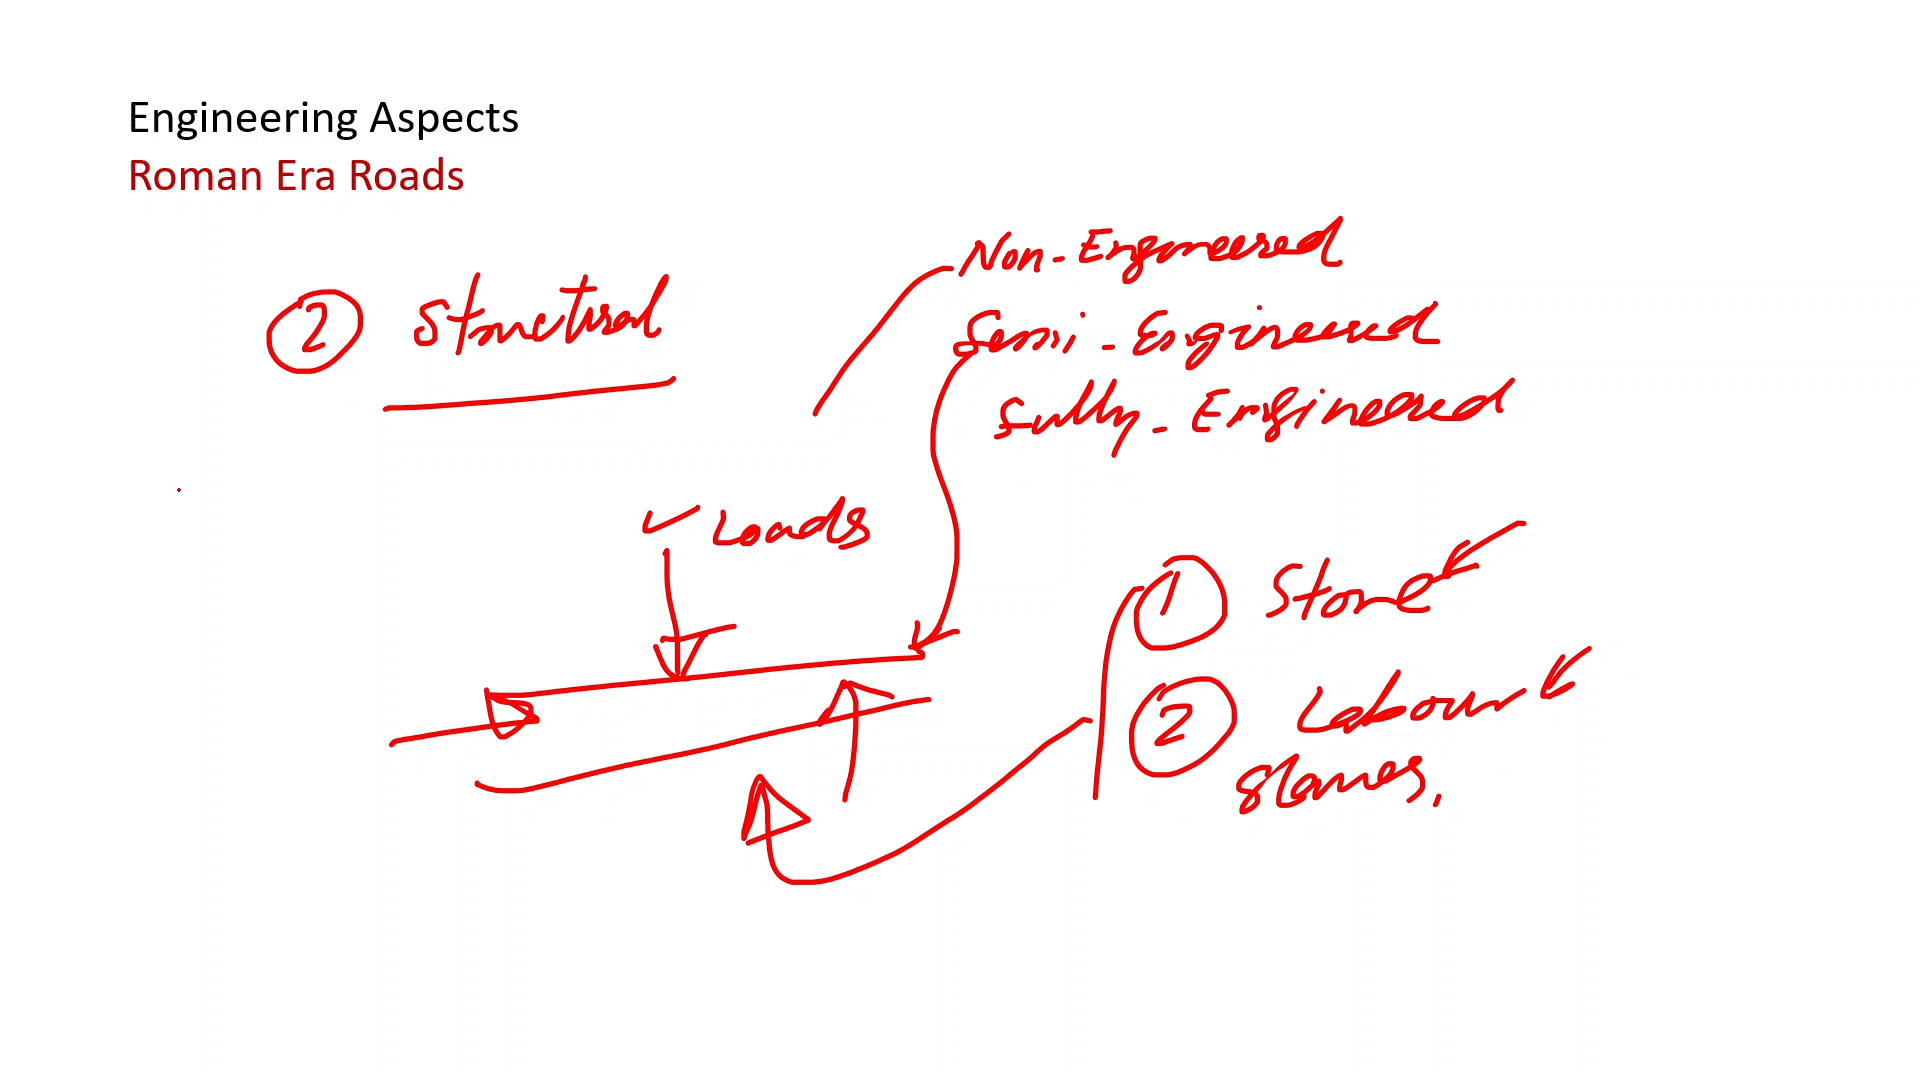 Engineering Aspects
Roman Era Roads
② Structural
Non-Engineered
Semi-Engineered
Fully-Engineered
✓ Loads
① Stone
② Labour
Slaves.